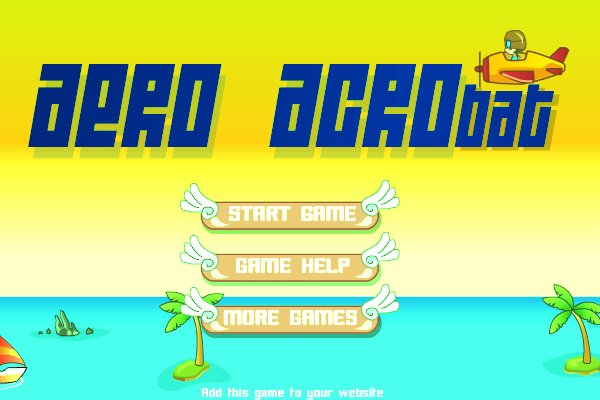 aeRO aCRObat
START GAME
GAME HELP
MORE GAMES
Add this game to your website